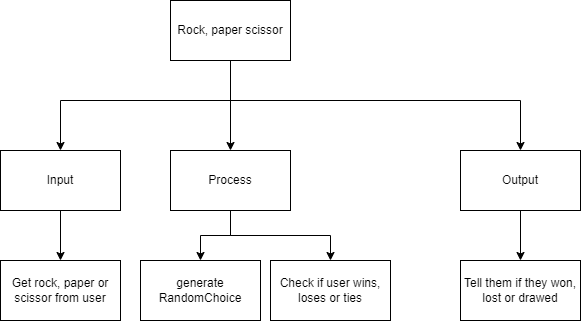 Rock, paper scissor
Input
Process
Output
Get rock, paper or
scissor from user
generate
RandomChoice
Check if user wins,
loses or ties
Tell them if they won,
lost or drawed